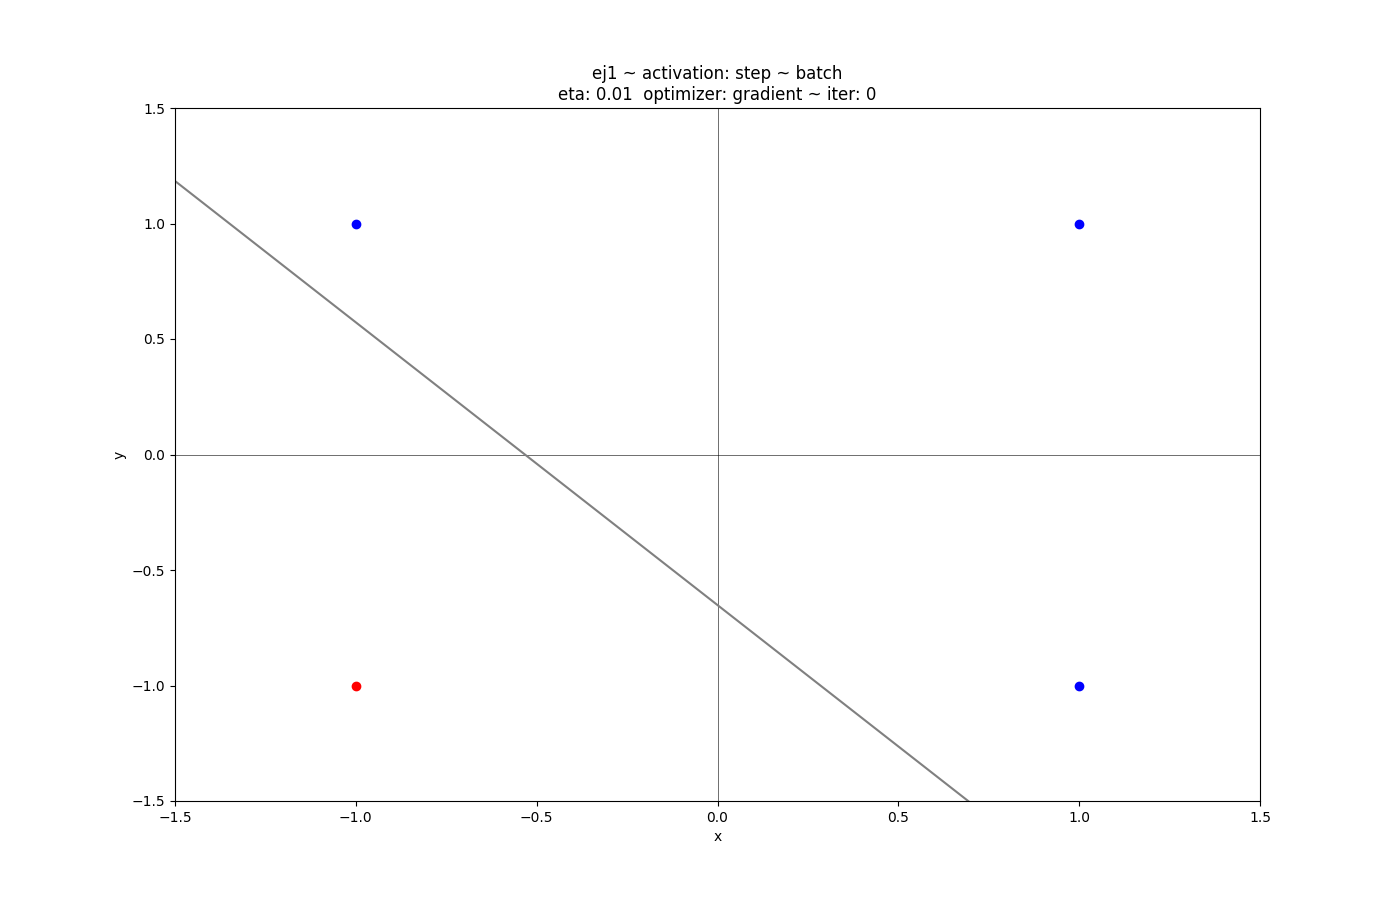 ej1 ~ activation: step ~ batch
eta: 0.01  optimizer: gradient ~ iter: 0
1.5
1.0
0.5
0.0
−0.5
−1.0
−1.5
y
−1.5 −1.0 −0.5 0.0 0.5 1.0 1.5
x